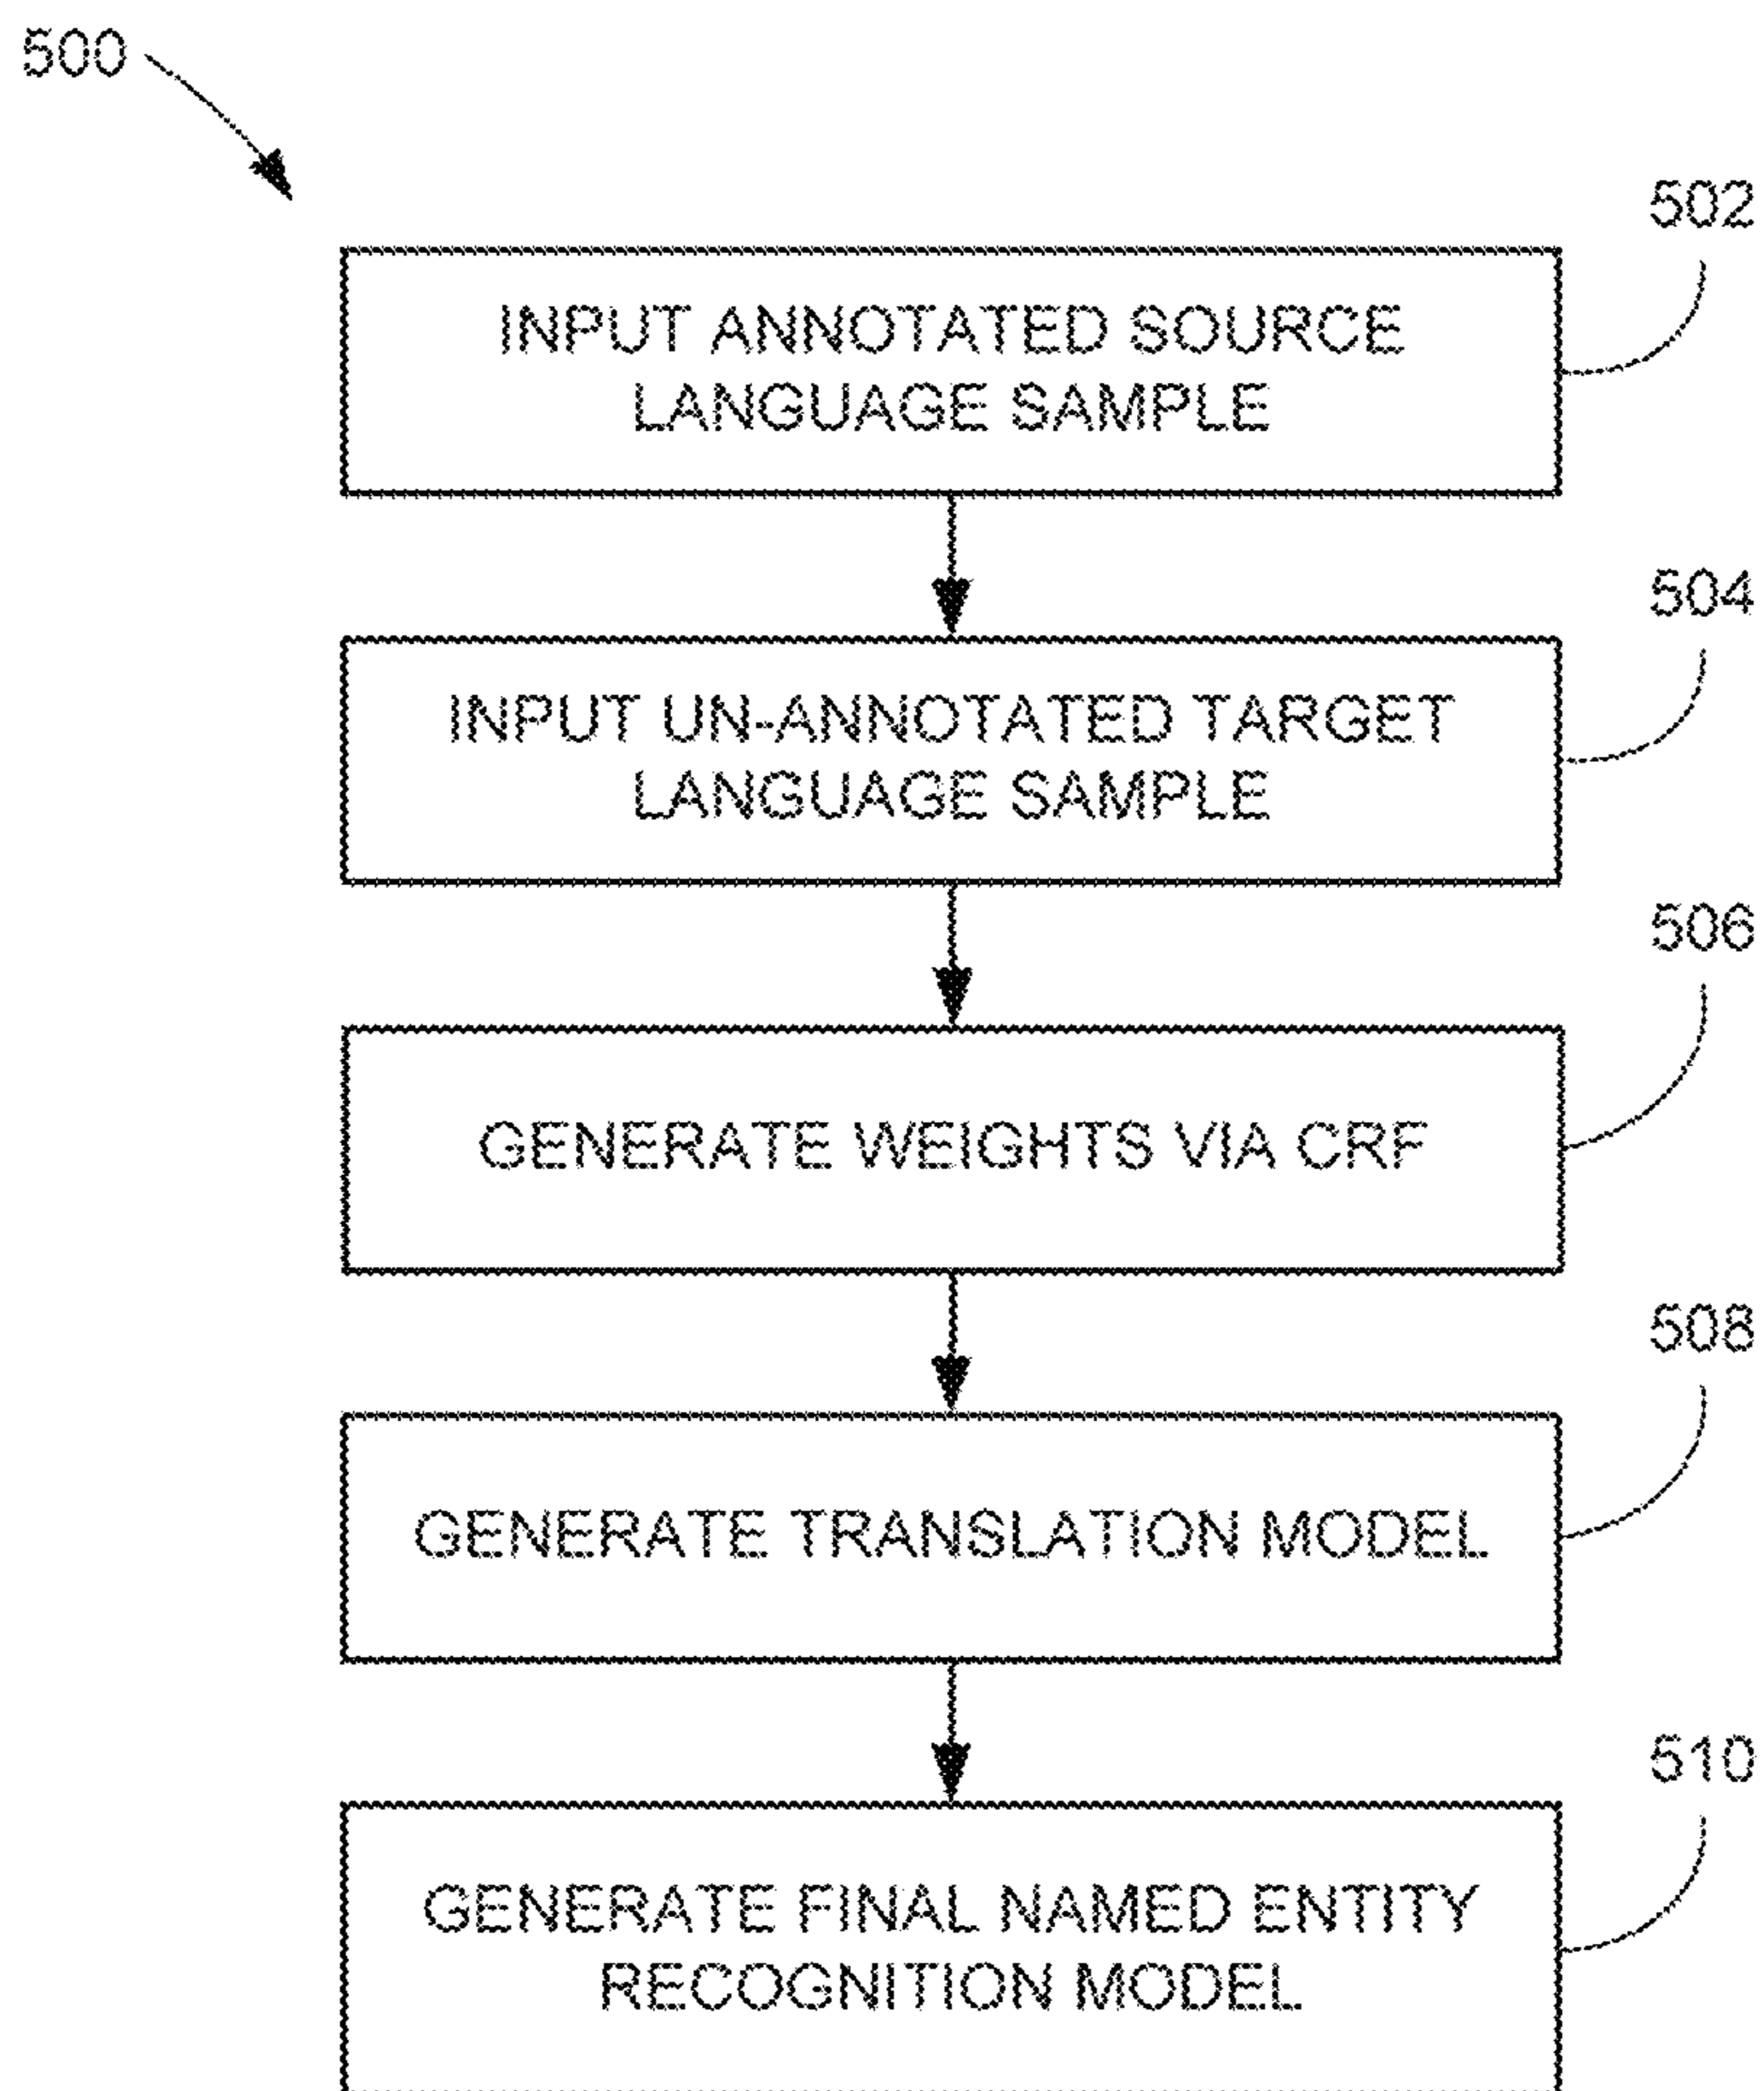 500
502
INPUT ANNOTATED SOURCE
LANGUAGE SAMPLE
504
INPUT UN-ANNOTATED TARGET
LANGUAGE SAMPLE
506
GENERATE WEIGHTS VIA CRF
508
GENERATE TRANSLATION MODEL
510
GENERATE FINAL NAMED ENTITY
RECOGNITION MODEL